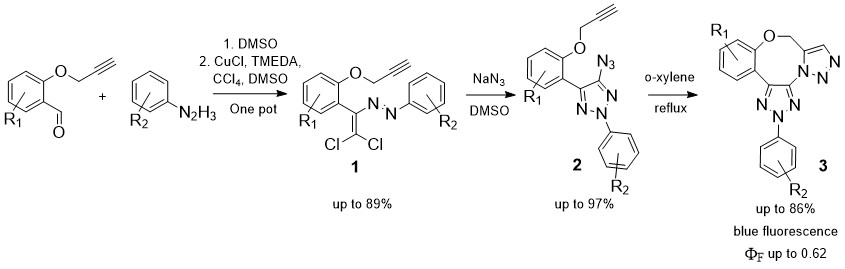 O
R1
O
+
R2
N2H3
1. DMSO
2. CuCl, TMEDA,
CCl4, DMSO
One pot
O
N
N
R1
R2
Cl
Cl
1
up to 89%
NaN3
DMSO
O
N3
R1
N
N
N
R2
2
up to 97%
o-xylene
reflux
O
R1
N
N
N
N
N
N
R2
3
up to 86%
blue fluorescence
ΦF up to 0.62